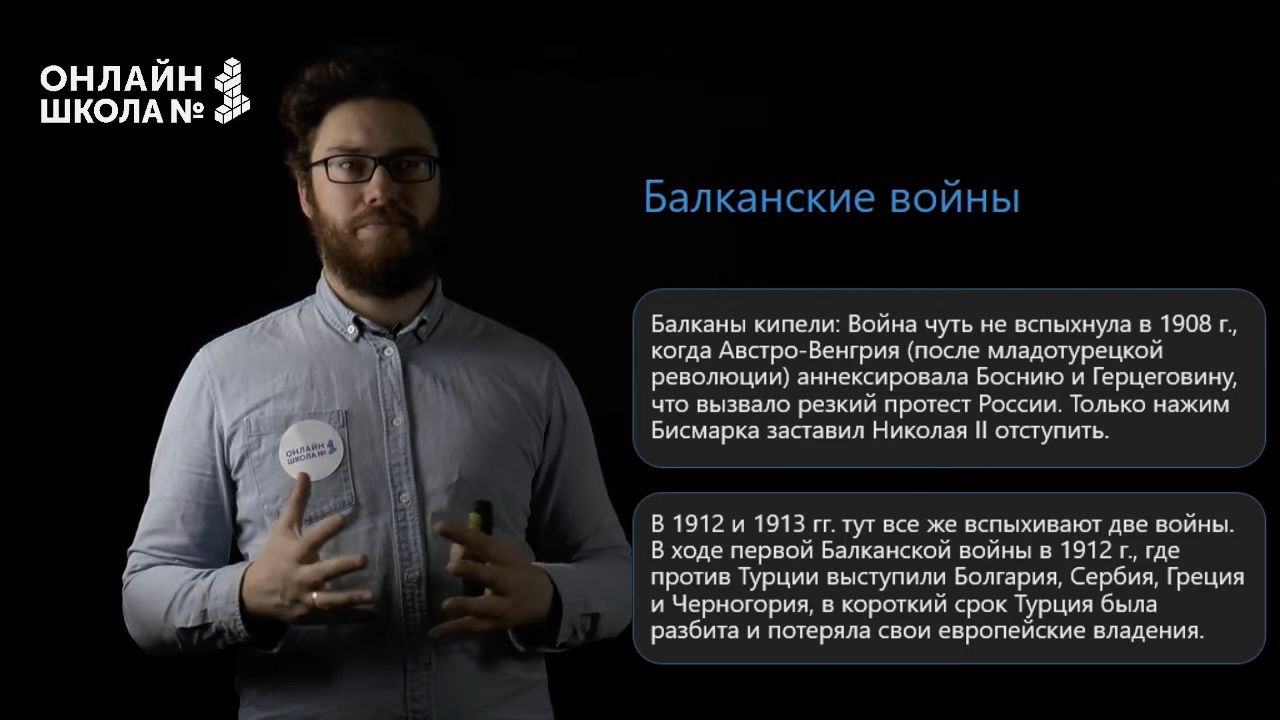 ОНЛАЙН
ШКОЛА №
Балканские войны
Балканы кипели: Война чуть не вспыхнула в 1908 г.,
когда Австро-Венгрия (после младотурецкой
революции) аннексировала Боснию и Герцеговину,
что вызвало резкий протест России. Только нажим
Бисмарка заставил Николая II отступить.
ОНЛАЙН
ШКОЛА №
В 1912 и 1913 гг. тут все же вспыхивают две войны.
В ходе первой Балканской войны в 1912 г., где
против Турции выступили Болгария, Сербия, Греция
и Черногория, в короткий срок Турция была
разбита и потеряла свои европейские владения.